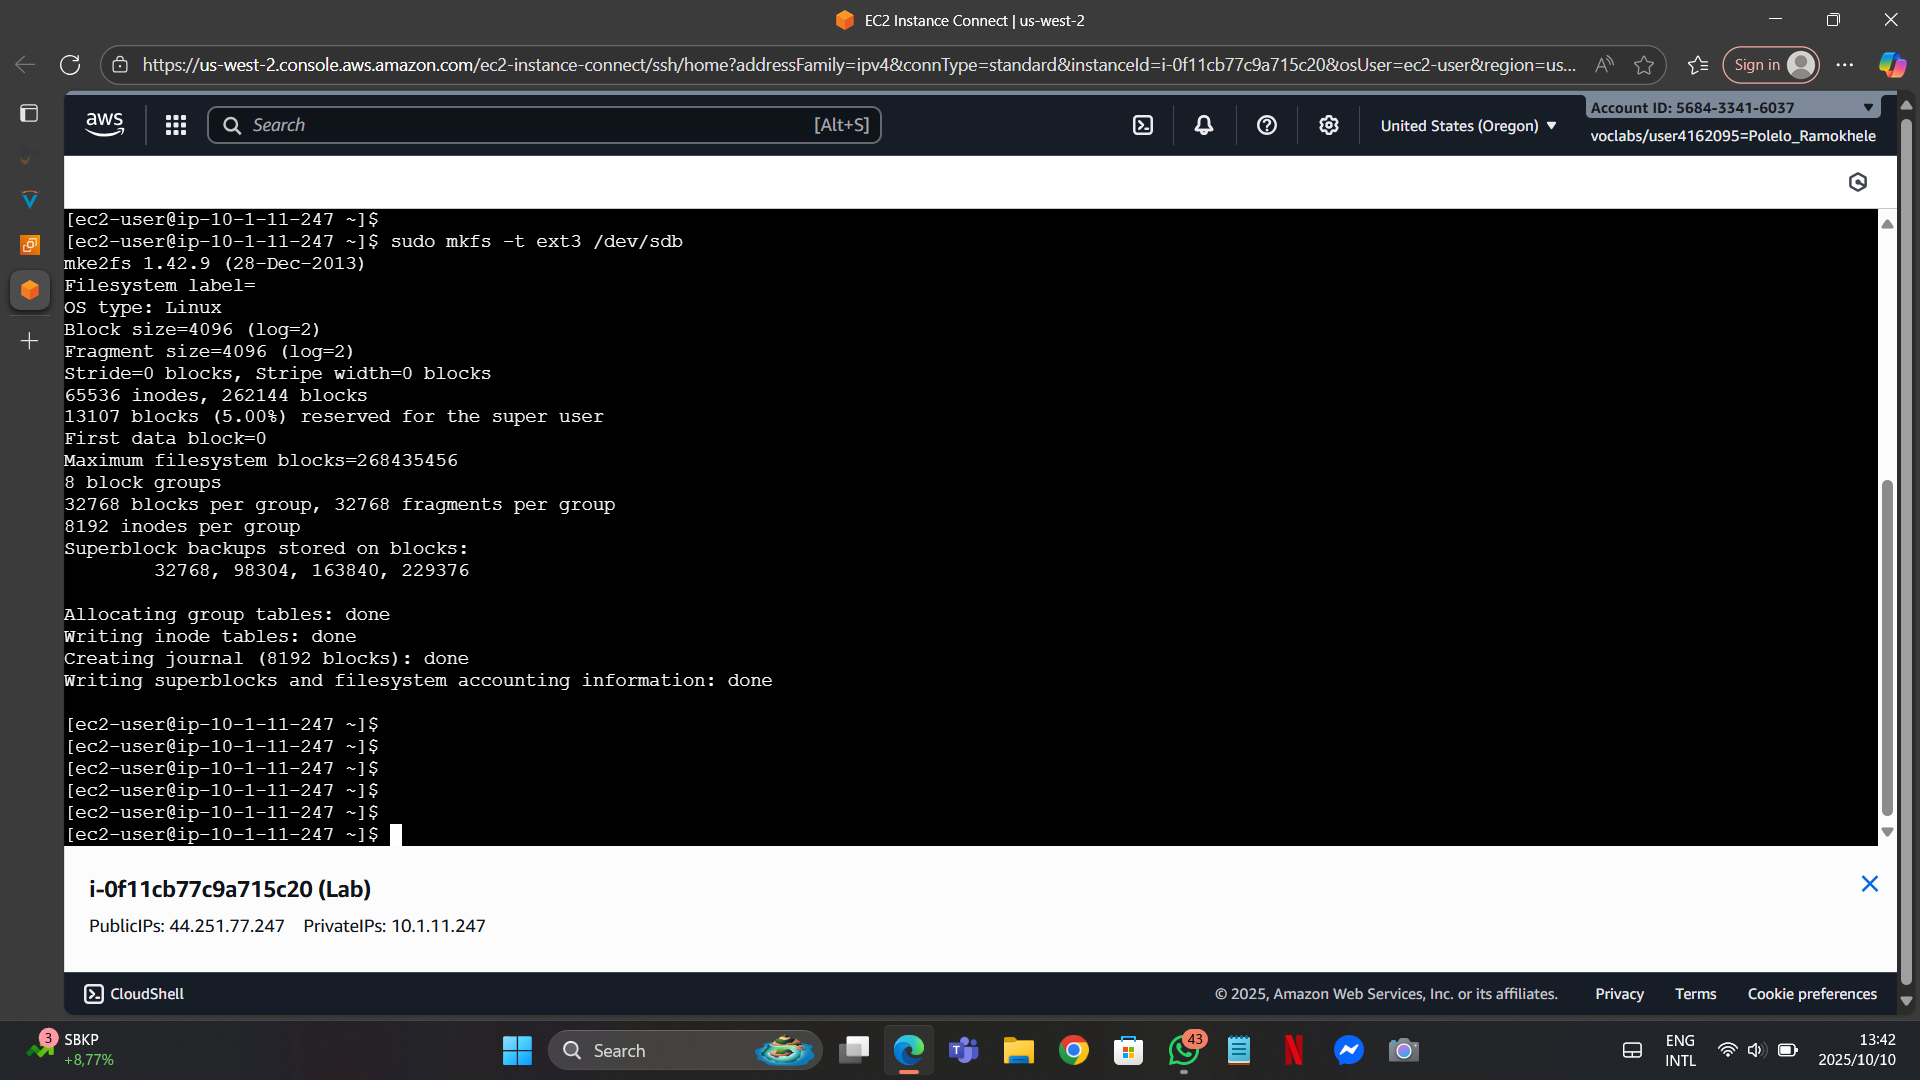 EC2 Instance Connect | us-west-2
https://us-west-2.console.aws.amazon.com/ec2-instance-connect/ssh/home?addressFamily=ipv4&connType=standard&instanceId=i-0f11cb77c9a715c20&osUser=ec2-user&region=us...
Sign in
aws
Search
[Alt+S]
United States (Oregon)
Account ID: 5684-3341-6037
voclabs/user4162095=Polelo_Ramokhele
[ec2-user@ip-10-1-11-247 ~]$
[ec2-user@ip-10-1-11-247 ~]$ sudo mkfs -t ext3 /dev/sdb
mke2fs 1.42.9 (28-Dec-2013)
Filesystem label=
OS type: Linux
Block size=4096 (log=2)
Fragment size=4096 (log=2)
Stride=0 blocks, Stripe width=0 blocks
65536 inodes, 262144 blocks
13107 blocks (5.00%) reserved for the super user
First data block=0
Maximum filesystem blocks=268435456
8 block groups
32768 blocks per group, 32768 fragments per group
8192 inodes per group
Superblock backups stored on blocks:
32768, 98304, 163840, 229376
Allocating group tables: done
Writing inode tables: done
Creating journal (8192 blocks): done
Writing superblocks and filesystem accounting information: done
[ec2-user@ip-10-1-11-247 ~]$
[ec2-user@ip-10-1-11-247 ~]$
[ec2-user@ip-10-1-11-247 ~]$
[ec2-user@ip-10-1-11-247 ~]$
[ec2-user@ip-10-1-11-247 ~]$
[ec2-user@ip-10-1-11-247 ~]$
i-0f11cb77c9a715c20 (Lab)
PublicIPs: 44.251.77.247 PrivateIPs: 10.1.11.247
CloudShell
© 2025, Amazon Web Services, Inc. or its affiliates.
Privacy
Terms
Cookie preferences
3
SBKP
+8,77%
Search
43
ENG
INTL
13:42
2025/10/10